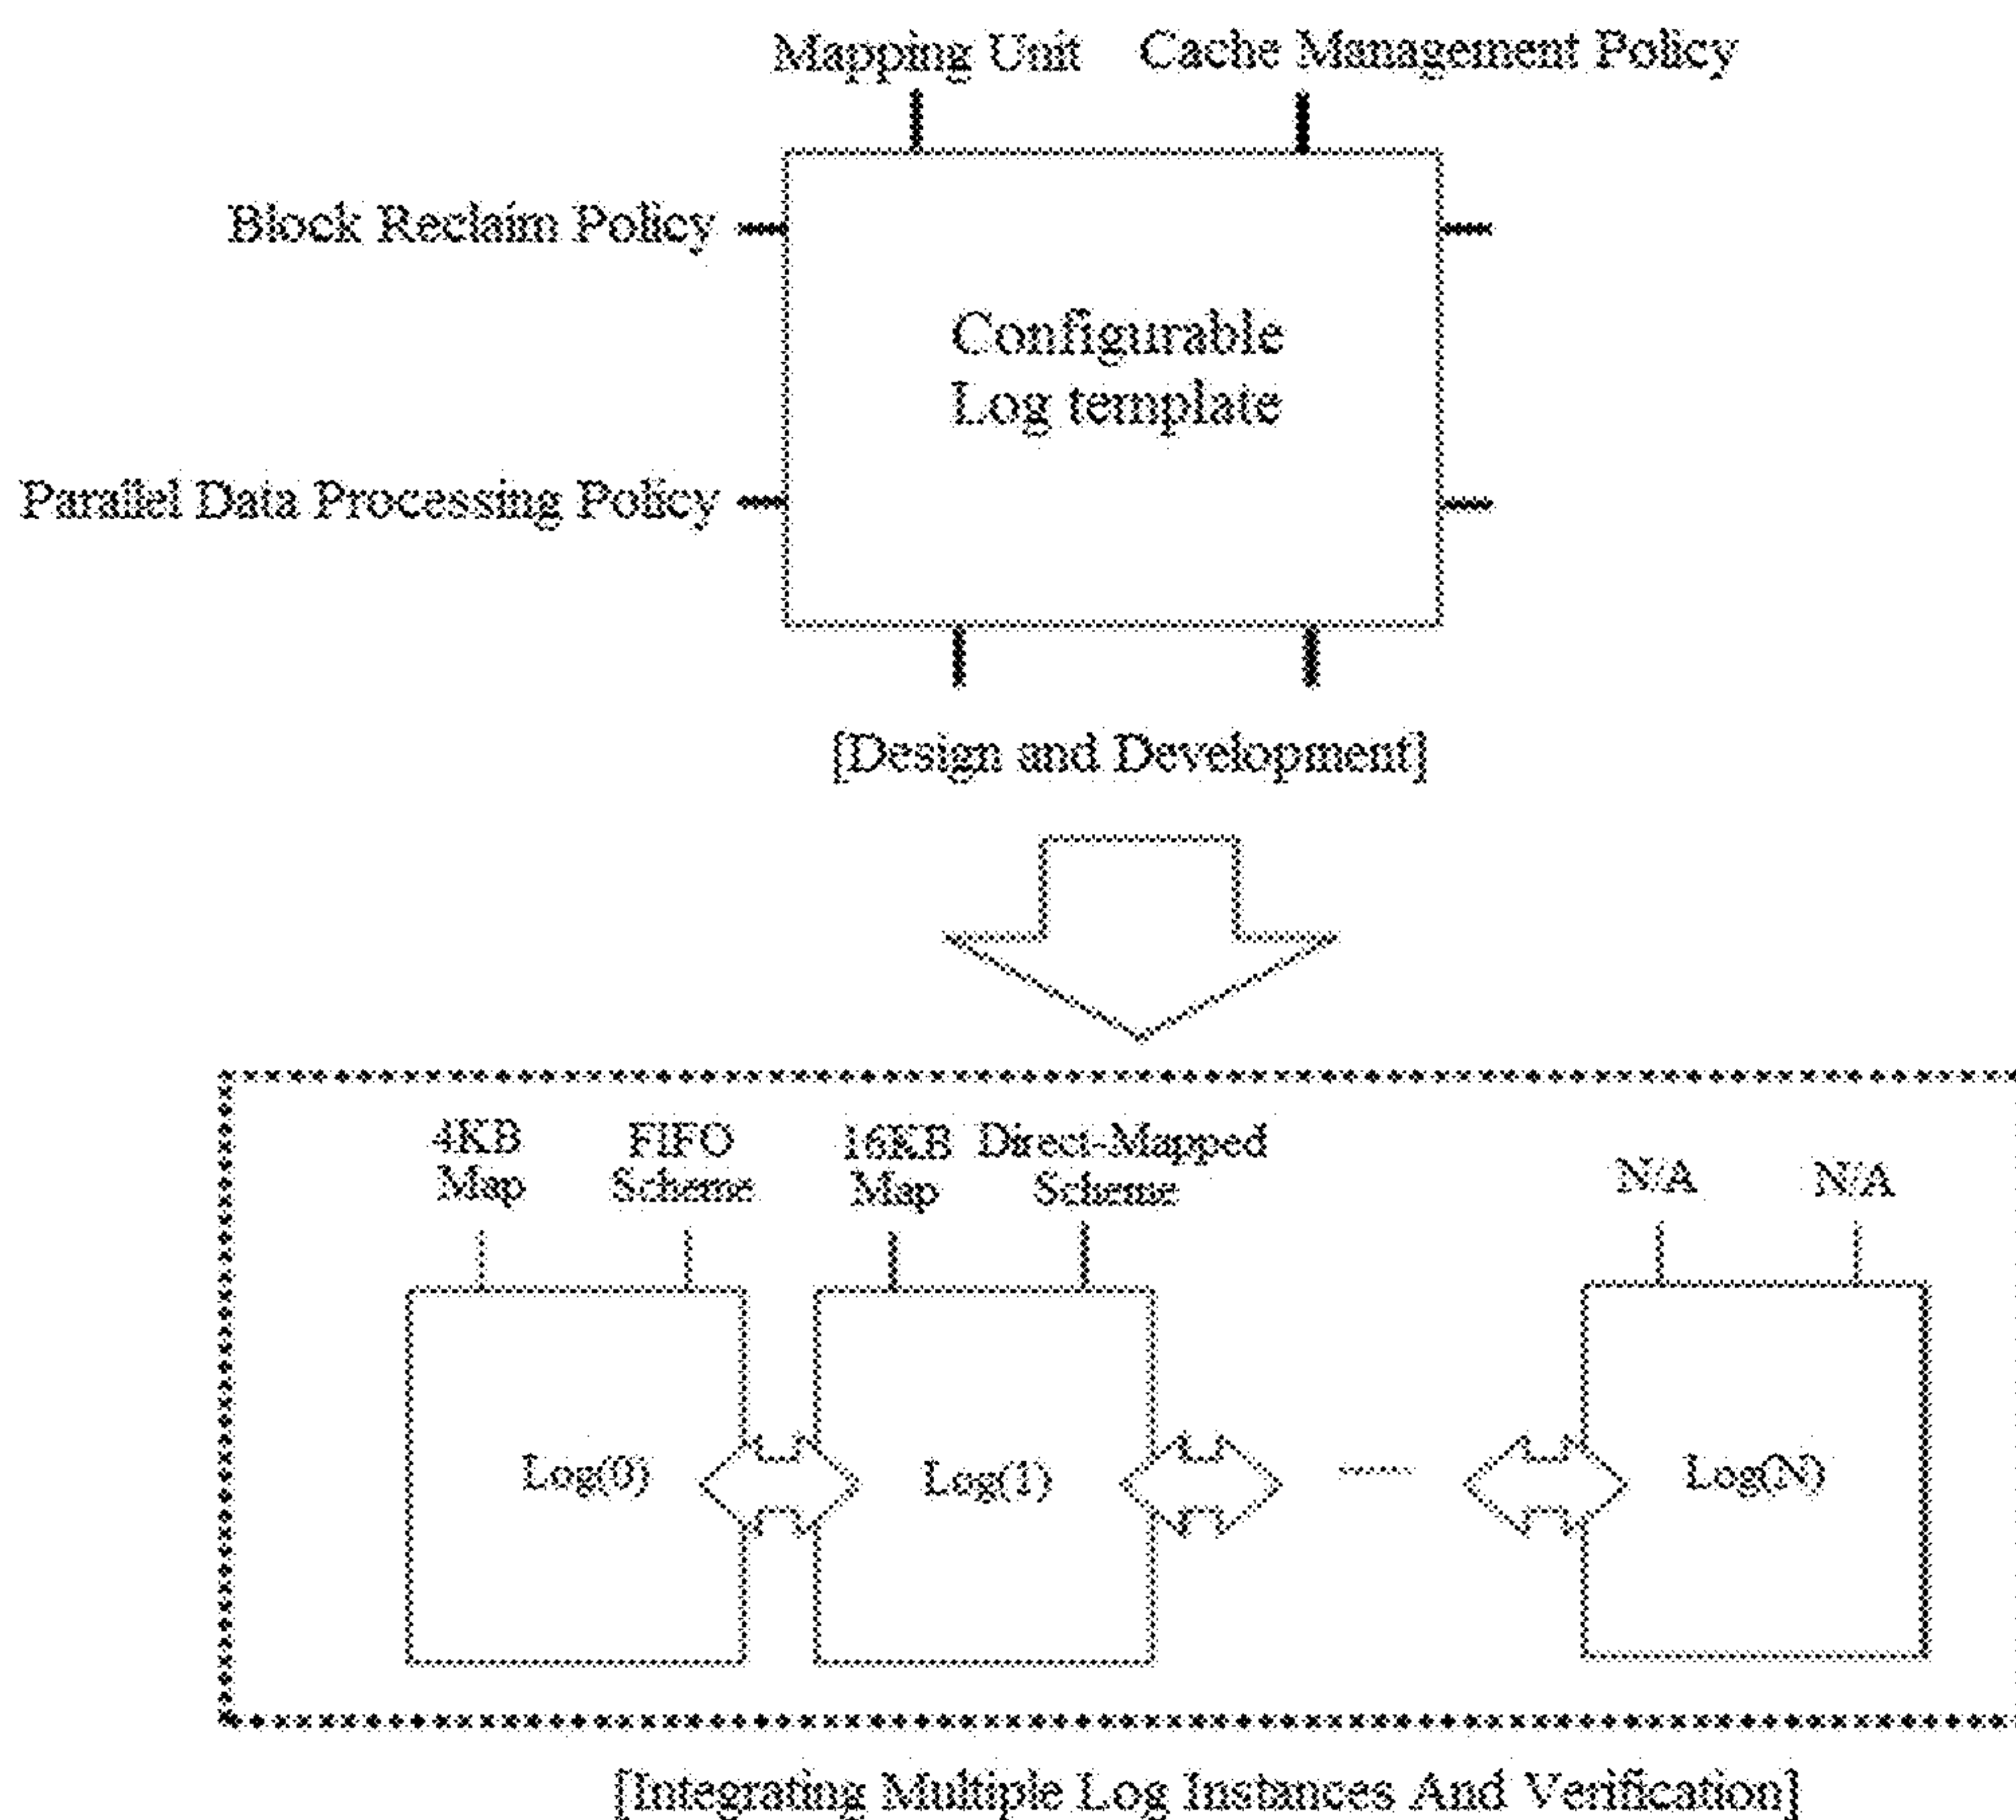 Mapping Unit Cache Management Policy
Block Reclaim Policy
Configurable
Log template
Parallel Data Processing Policy
[Design and Development]
4KB
Map
FIFO
Scheme
16KB
Map
Direct-Mapped
Scheme
N/A
N/A
Log(0)
Log(1)
Log(N)
[Integrating Multiple Log Instances And Verification]